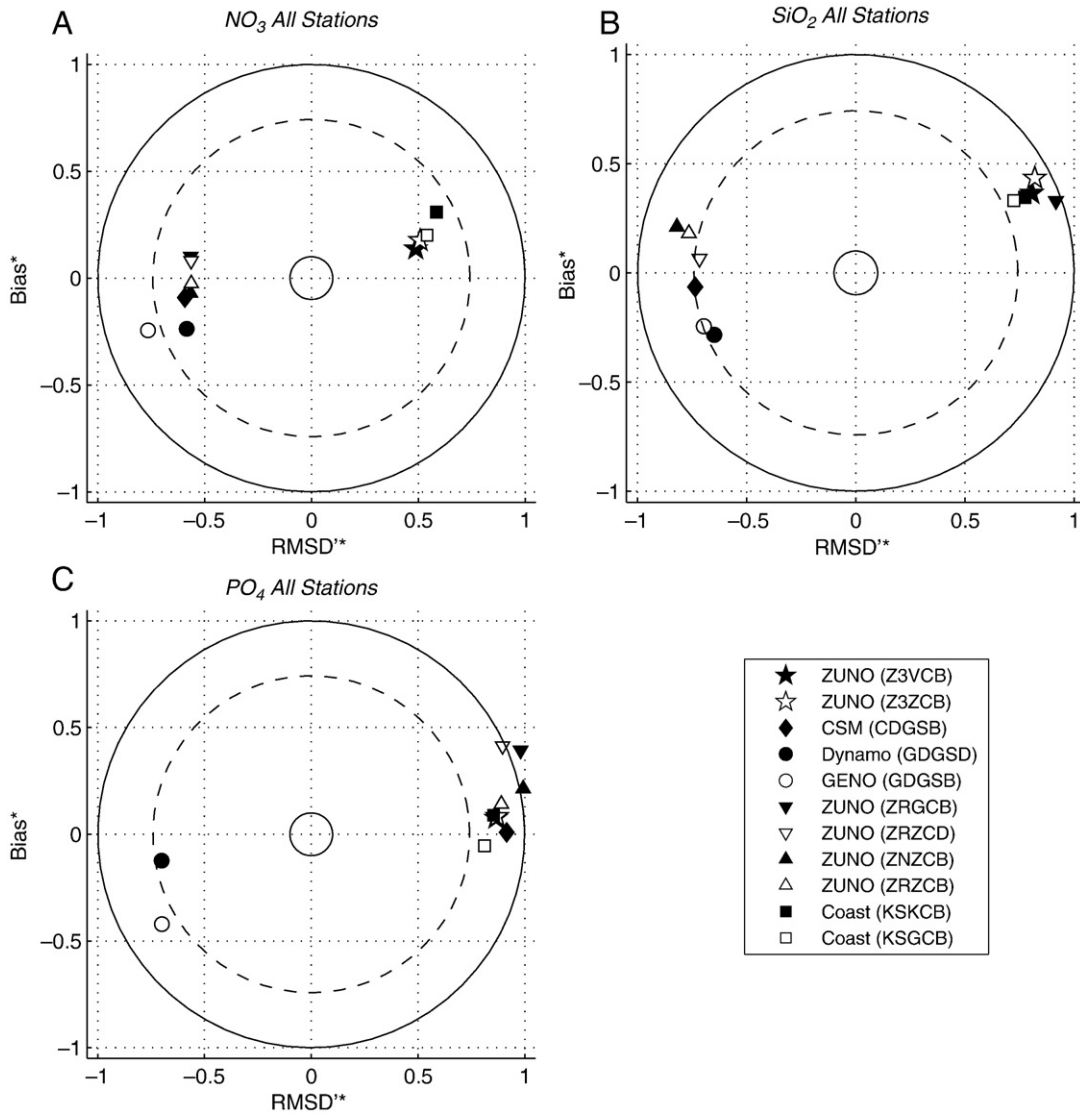 A
NO3 All Stations
1
0.5
0
−0.5
−1
Bias*
−1
−0.5
0
0.5
1
RMSD'*
B
SiO2 All Stations
1
0.5
0
−0.5
−1
Bias*
−1
−0.5
0
0.5
1
RMSD'*
C
PO4 All Stations
1
0.5
0
−0.5
−1
Bias*
−1
−0.5
0
0.5
1
RMSD'*
ZUNO (Z3VCB)
ZUNO (Z3ZCB)
CSM (CDGSB)
Dynamo (GDGSD)
GENO (GDGSB)
ZUNO (ZRGCB)
ZUNO (ZRZCD)
ZUNO (ZNZCB)
ZUNO (ZRZCB)
Coast (KSKCB)
Coast (KSGCB)